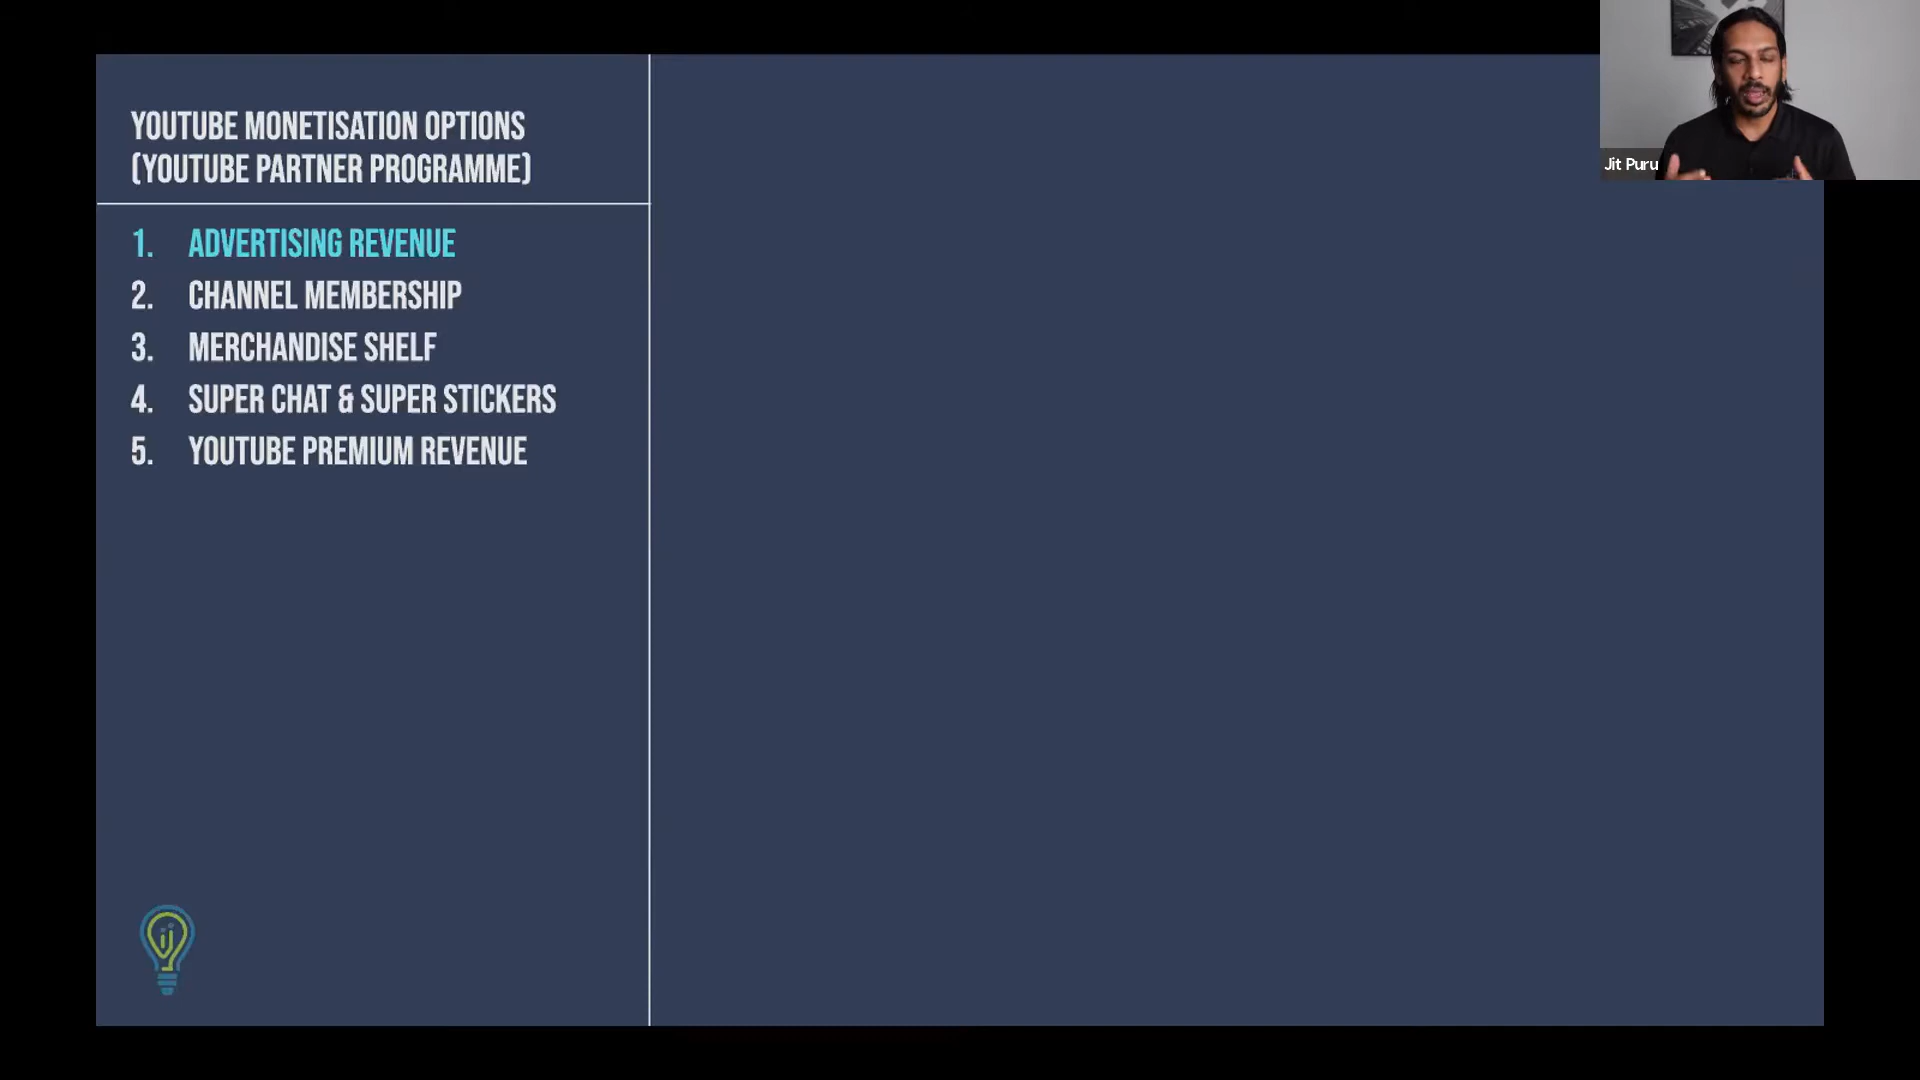 YOUTUBE MONETISATION OPTIONS
(YOUTUBE PARTNER PROGRAMME)
1. ADVERTISING REVENUE
2. CHANNEL MEMBERSHIP
3. MERCHANDISE SHELF
4. SUPER CHAT & SUPER STICKERS
5. YOUTUBE PREMIUM REVENUE
Jit Puru